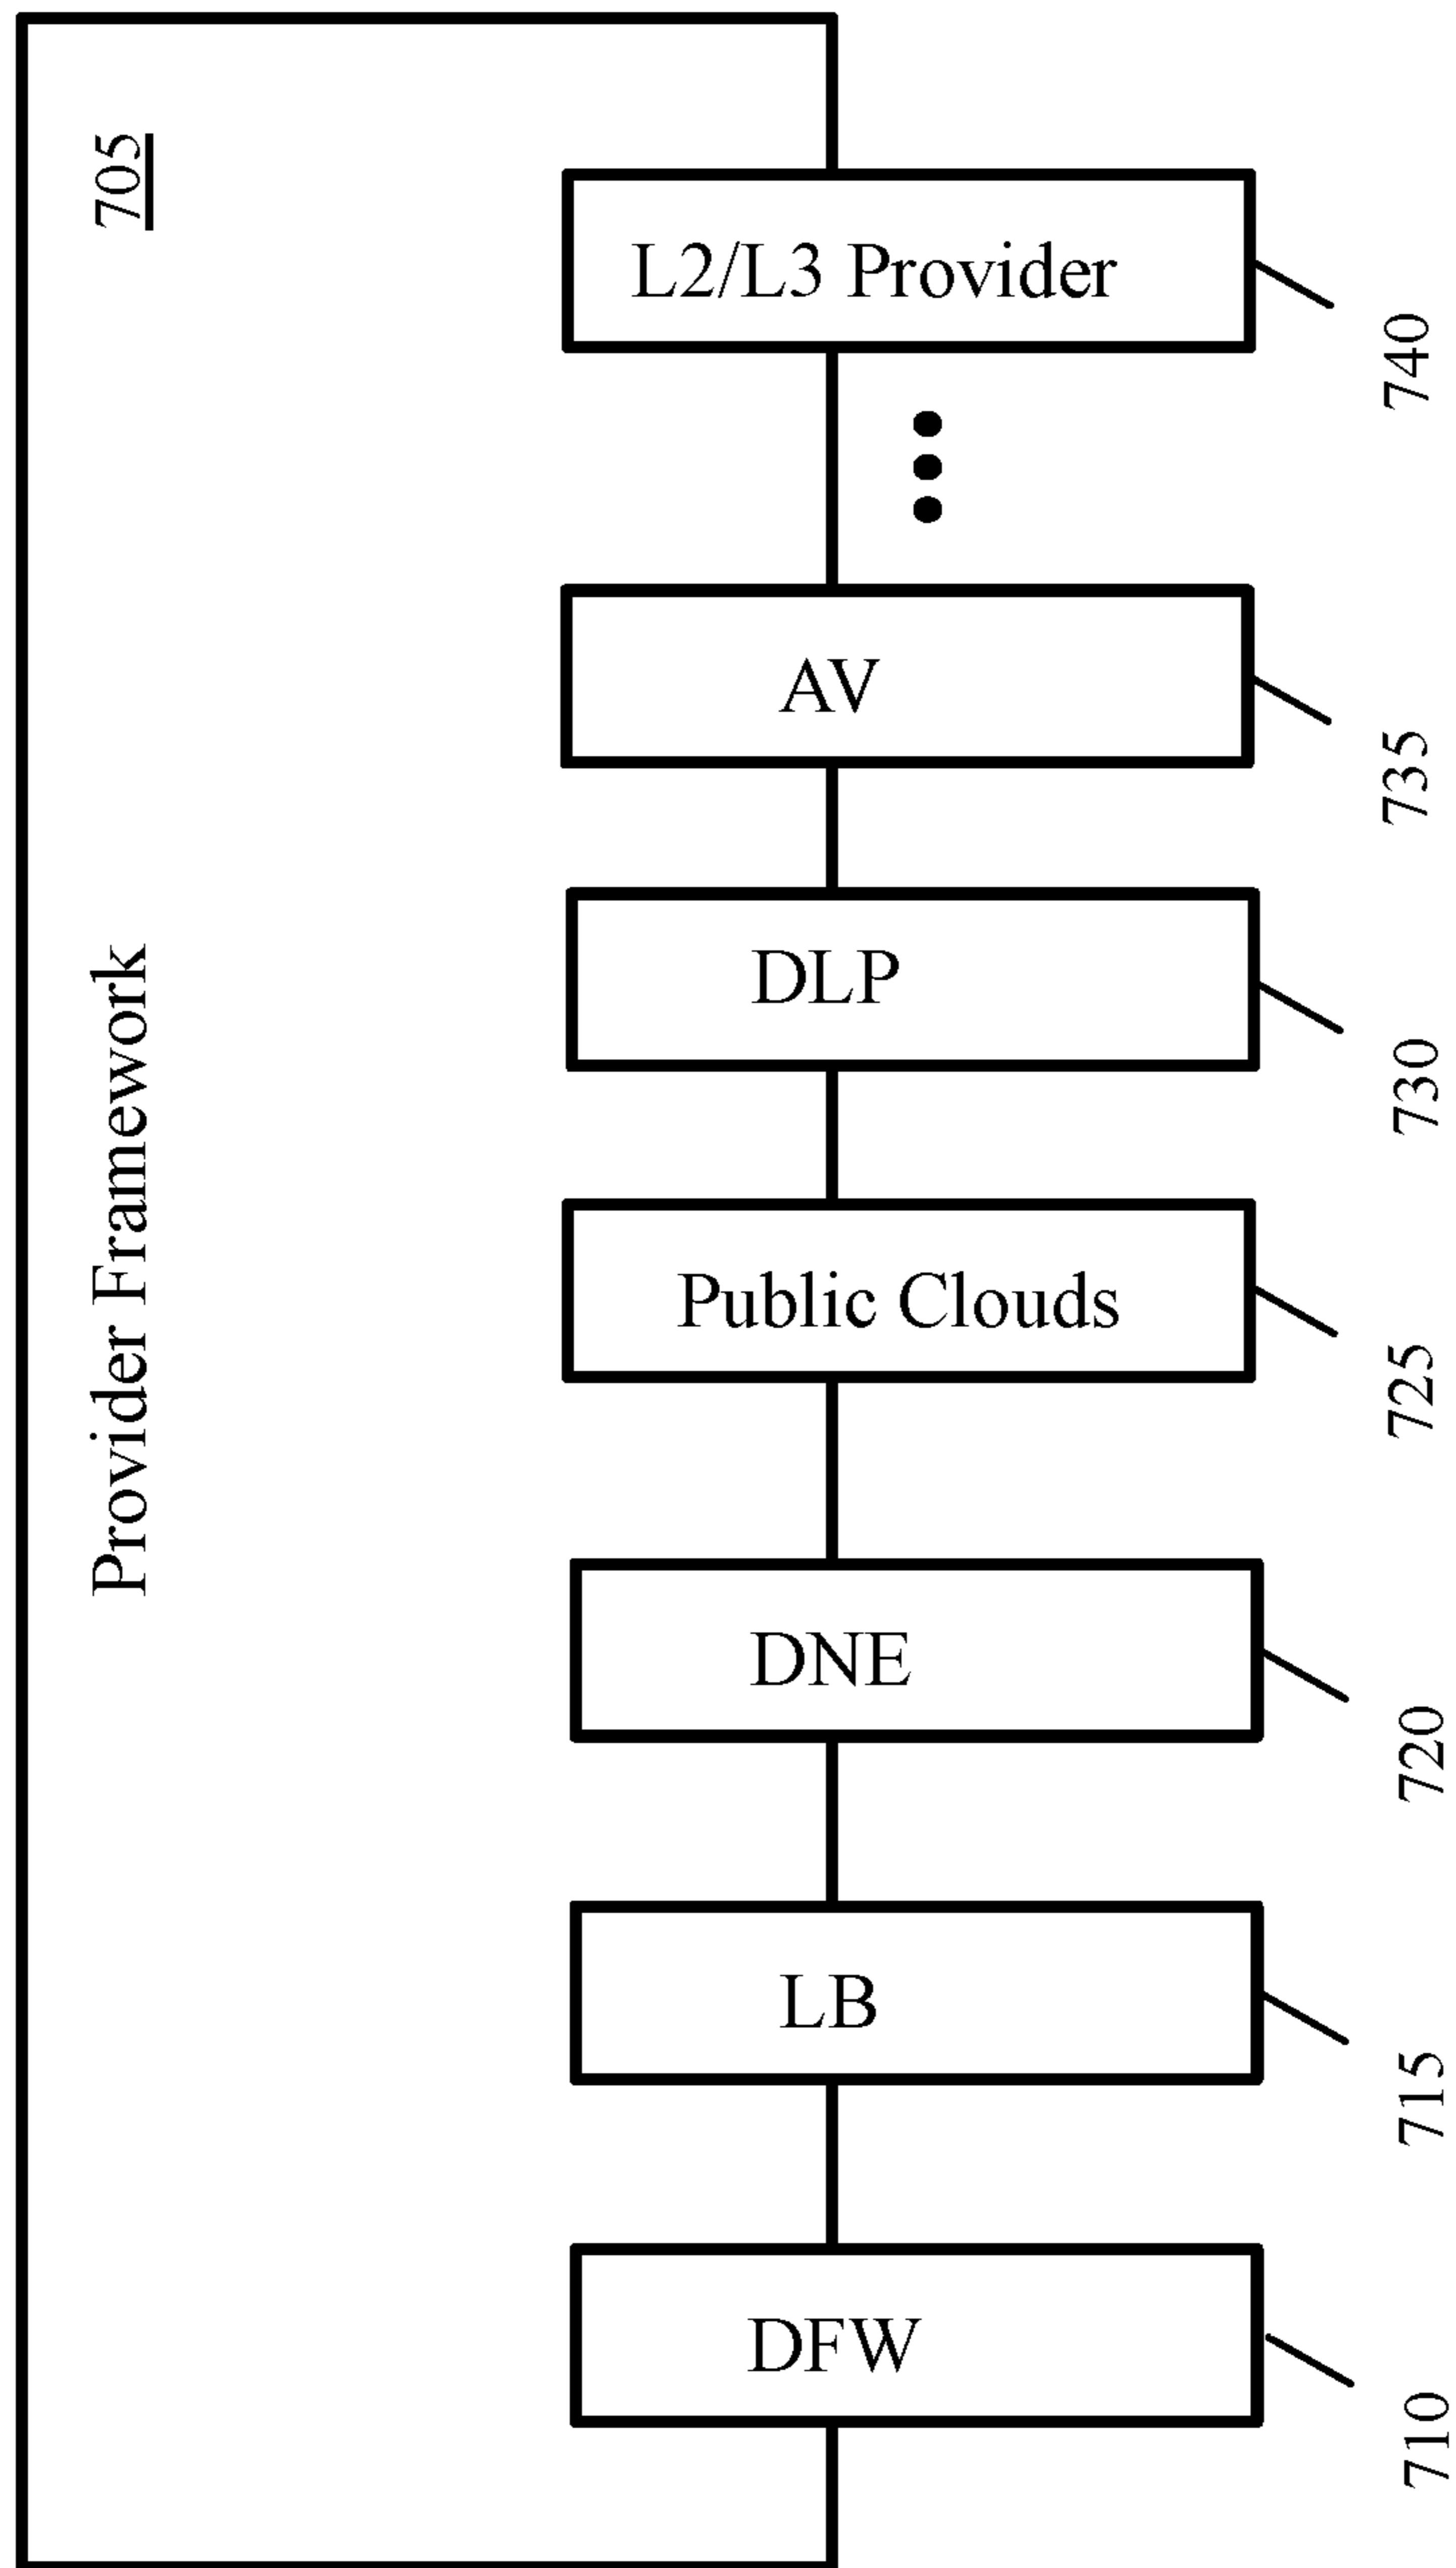 Provider Framework
705
DFW
LB
DNE
Public Clouds
DLP
AV
L2/L3 Provider
710
715
720
725
730
735
740